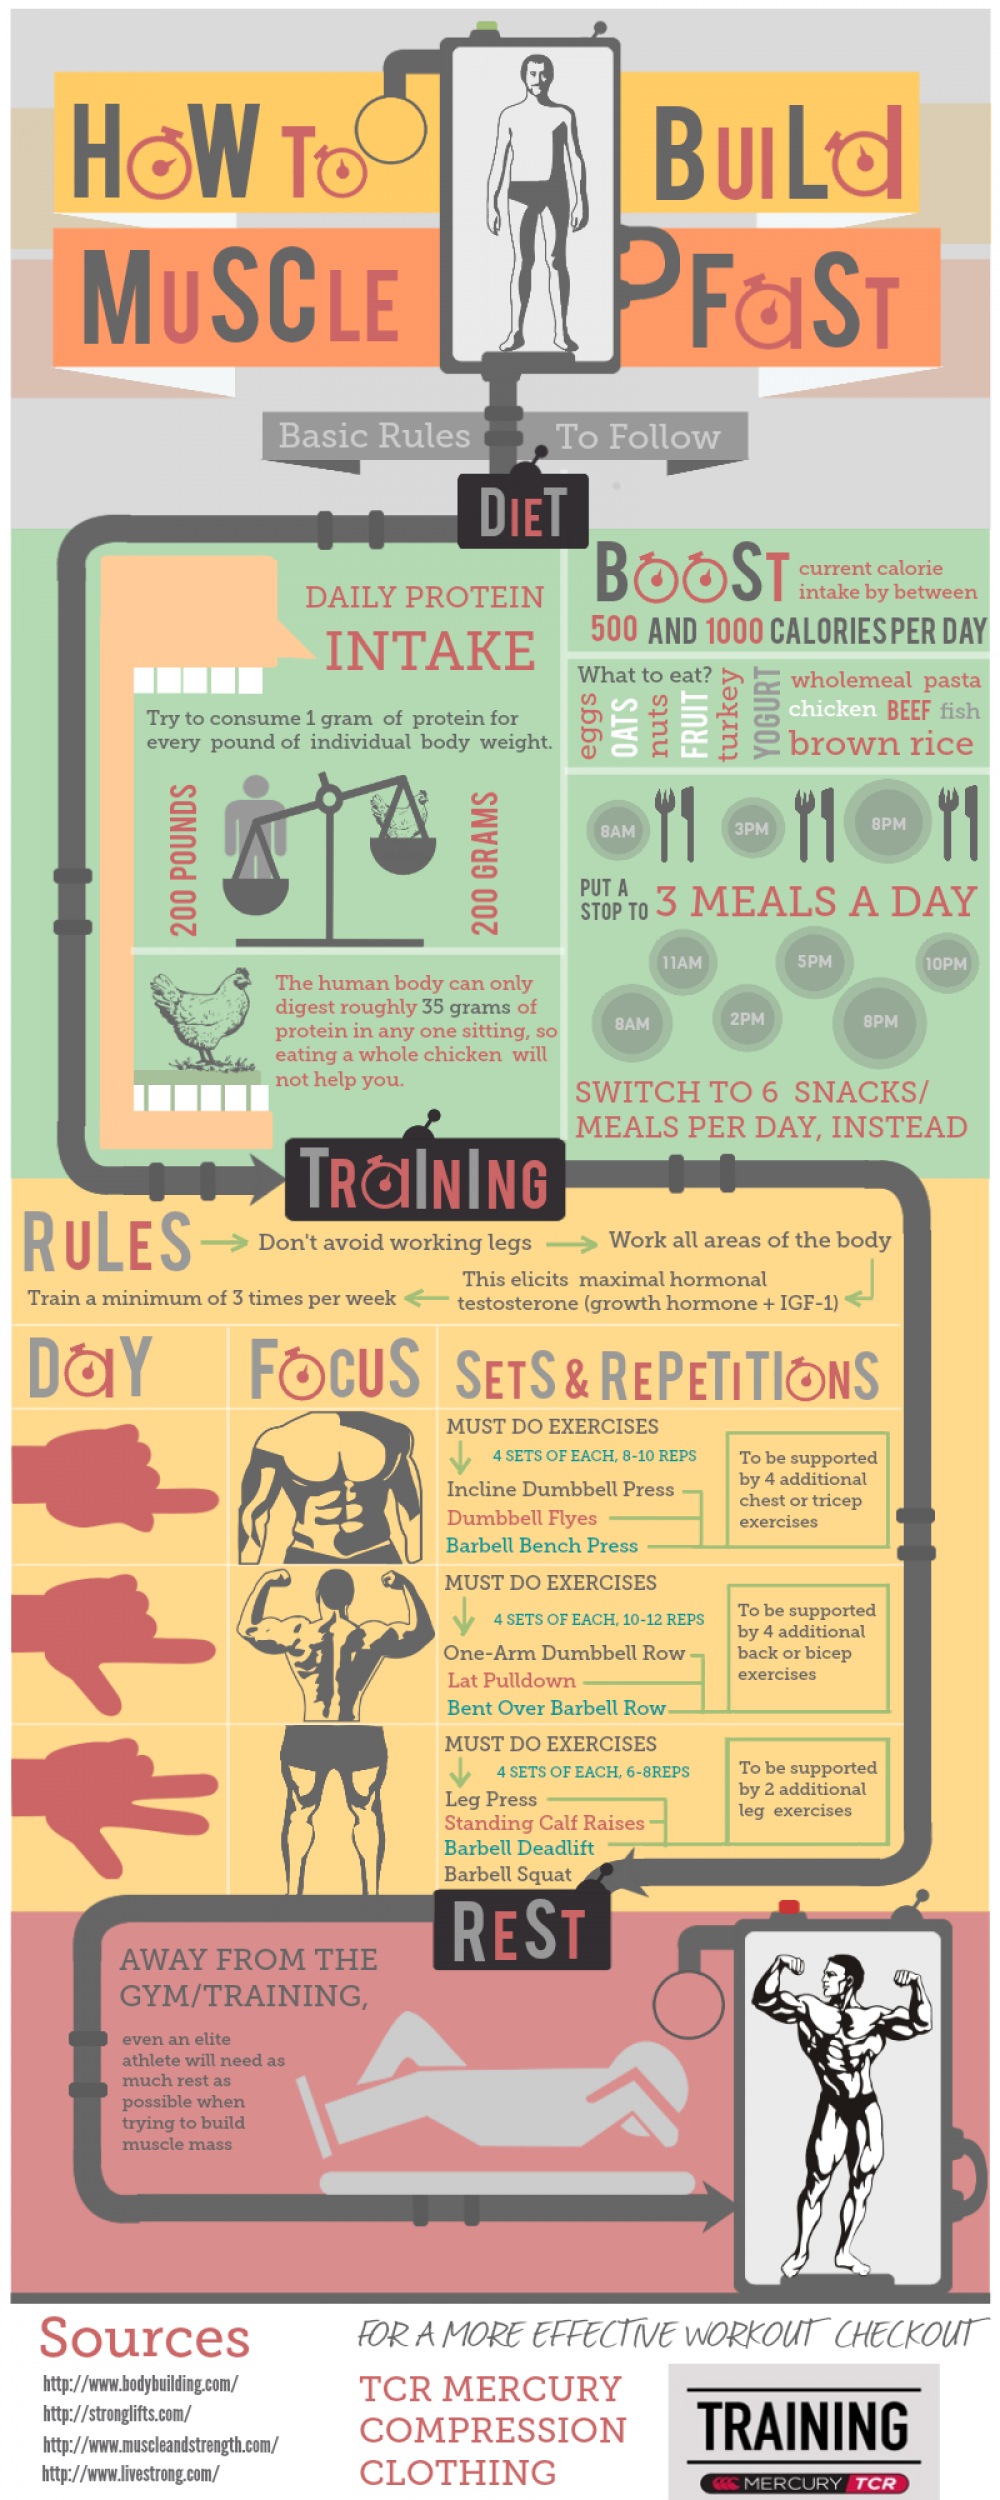 HoW To BuiLd
MuSCLE FaST
Basic Rules To Follow
DIET
DAILY PROTEIN
INTAKE
Try to consume 1 gram of protein for
every pound of individual body weight.
200 POUNDS
200 GRAMS
The human body can only
digest roughly 35 grams of
protein in any one sitting, so
eating a whole chicken will
not help you.
BOOST current calorie
intake by between
500 AND 1000 CALORIES PER DAY
What to eat?
eggs
OATS
nuts
FRUIT
turkey
YOGURT
wholemeal pasta
chicken BEEF fish
brown rice
8AM 3PM 8PM
PUT A
STOP TO 3 MEALS A DAY
11AM 5PM 10PM
8AM 2PM 8PM
SWITCH TO 6 SNACKS/
MEALS PER DAY, INSTEAD
TRaINING
RuLES Don't avoid working legs Work all areas of the body
This elicits maximal hormonal
testosterone (growth hormone + IGF-1)
Train a minimum of 3 times per week
DaY FOCUS SETS & REPETITIONS
MUST DO EXERCISES
4 SETS OF EACH, 8-10 REPS
Incline Dumbbell Press
Dumbbell Flyes
Barbell Bench Press
To be supported
by 4 additional
chest or tricep
exercises
MUST DO EXERCISES
4 SETS OF EACH, 10-12 REPS
One-Arm Dumbbell Row
Lat Pulldown
Bent Over Barbell Row
To be supported
by 4 additional
back or bicep
exercises
MUST DO EXERCISES
4 SETS OF EACH, 6-8REPS
Leg Press
Standing Calf Raises
Barbell Deadlift
Barbell Squat
To be supported
by 2 additional
leg exercises
REST
AWAY FROM THE
GYM/TRAINING,
even an elite
athlete will need as
much rest as
possible when
trying to build
muscle mass
Sources
http://www.bodybuilding.com/
http://stronglifts.com/
http://www.muscleandstrength.com/
http://www.livestrong.com/
FOR A MORE EFFECTIVE WORKOUT CHECKOUT
TCR MERCURY
COMPRESSION
CLOTHING
TRAINING
MERCURY TCR